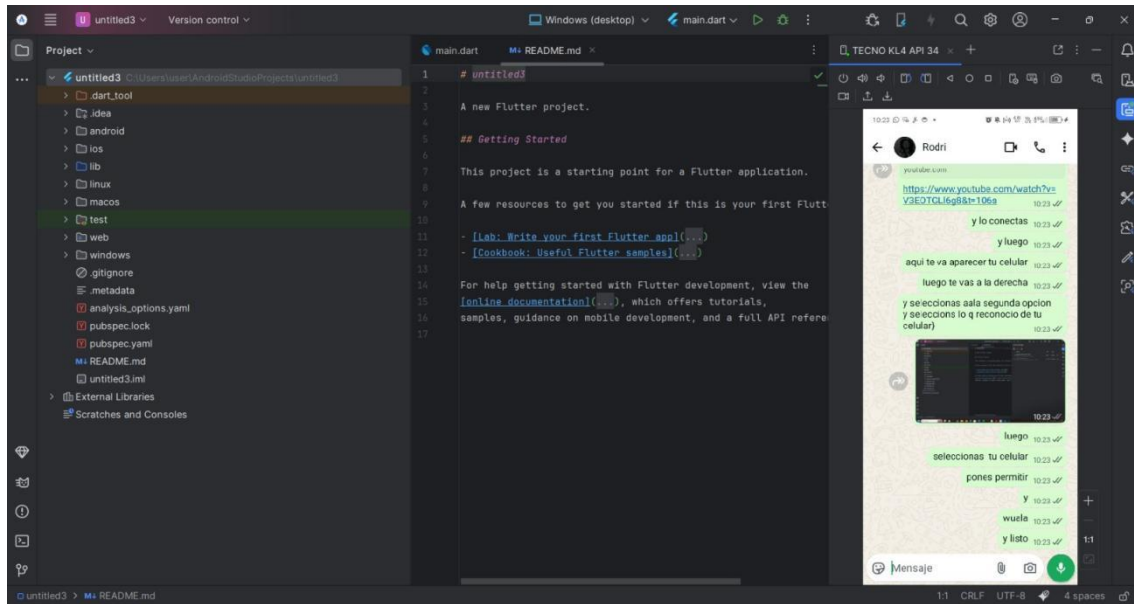 U untitled3 Version control Windows (desktop) main.dart
Project
untitled3 C:\Users\user\AndroidStudioProjects\untitled3
.dart_tool
.idea
android
ios
lib
linux
macos
test
web
windows
.gitignore
.metadata
analysis_options.yaml
pubspec.lock
pubspec.yaml
README.md
untitled3.iml
External Libraries
Scratches and Consoles
main.dart README.md
1 # untitled3
2
3 A new Flutter project.
4
5 ## Getting Started
6
7 This project is a starting point for a Flutter application.
8
9 A few resources to get you started if this is your first Flutt
10
11 - [Lab: Write your first Flutter app](...)
12 - [Cookbook: Useful Flutter samples](...)
13
14 For help getting started with Flutter development, view the
15 [online documentation](...), which offers tutorials,
16 samples, guidance on mobile development, and a full API refere
17
TECNO KL4 API 34
10:23
Rodri
youtube.com
https://www.youtube.com/watch?v=
10:23
y lo conectas 10:23
y luego 10:23
aqui te va aparecer tu celular 10:23
luego te vas a la derecha 10:23
y seleccionas aala segunda opcion
y seleccions lo q reconocio de tu
celular) 10:23
10:23
luego 10:23
seleccionas tu celular 10:23
pones permitir 10:23
y 10:23
wuela 10:23
y listo 10:23
Mensaje
1:1
untitled3 > README.md
1:1 CRLF UTF-8 4 spaces